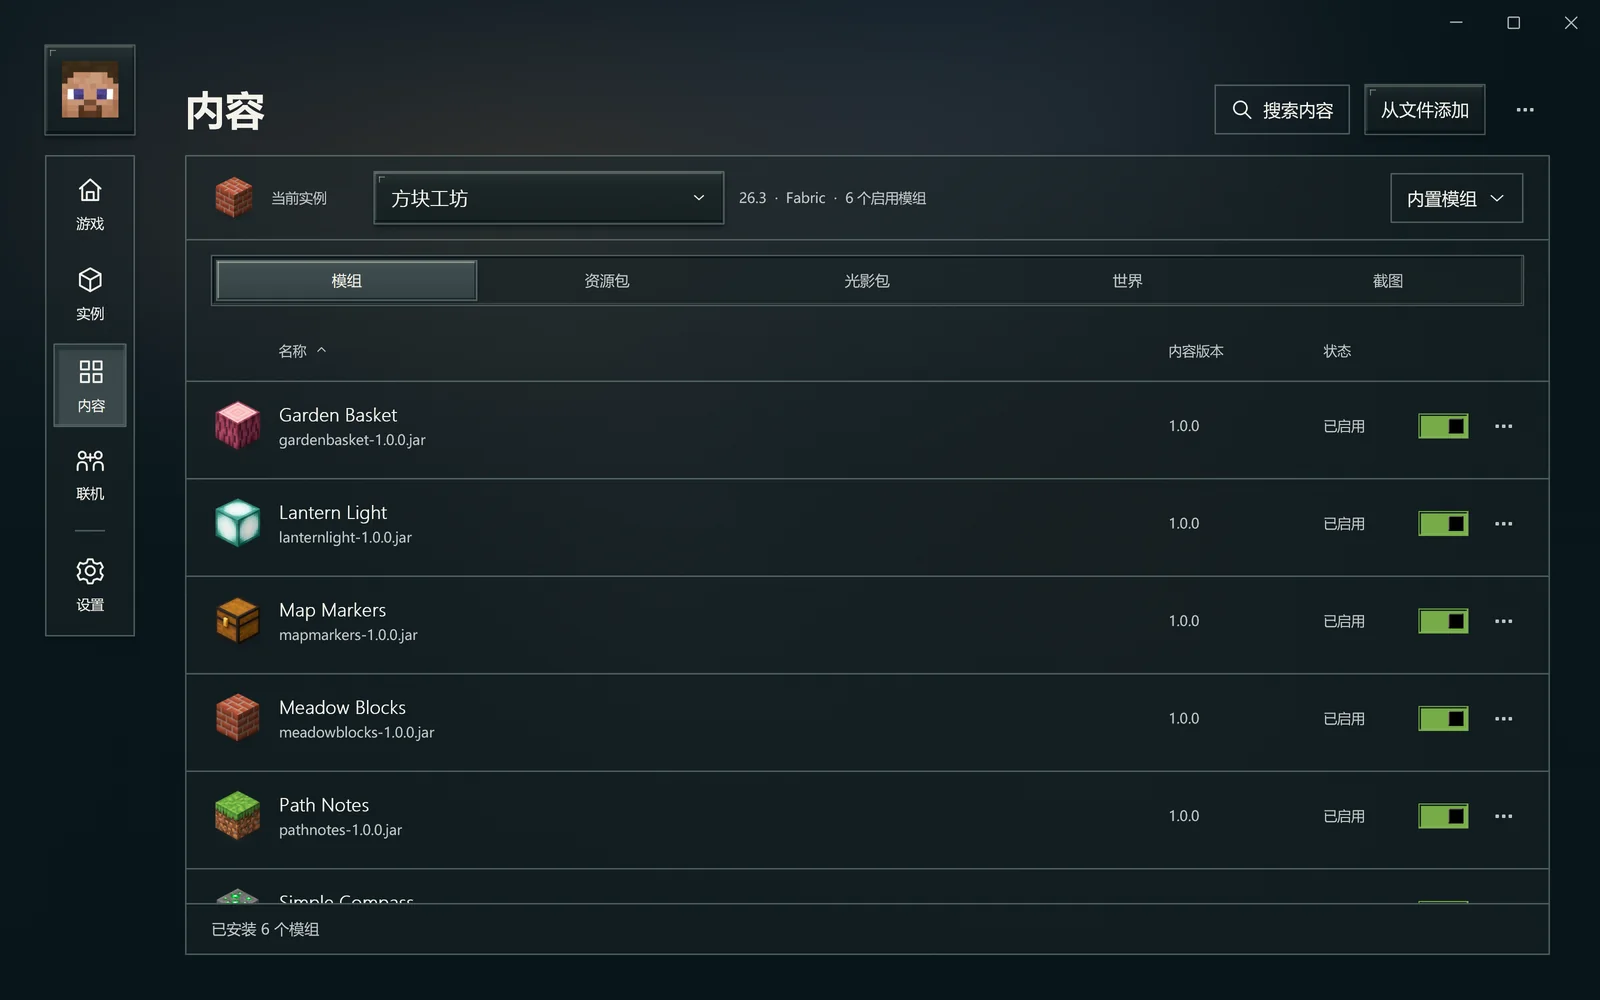 内容
搜索内容
从文件添加
游戏
实例
内容
联机
设置
当前实例
方块工坊
26.3 · Fabric · 6 个启用模组
内置模组
模组
资源包
光影包
世界
截图
名称
内容版本
状态
Garden Basket
gardenbasket-1.0.0.jar
1.0.0
已启用
Lantern Light
lanternlight-1.0.0.jar
1.0.0
已启用
Map Markers
mapmarkers-1.0.0.jar
1.0.0
已启用
Meadow Blocks
meadowblocks-1.0.0.jar
1.0.0
已启用
Path Notes
pathnotes-1.0.0.jar
1.0.0
已启用
Simple Compass
已安装 6 个模组